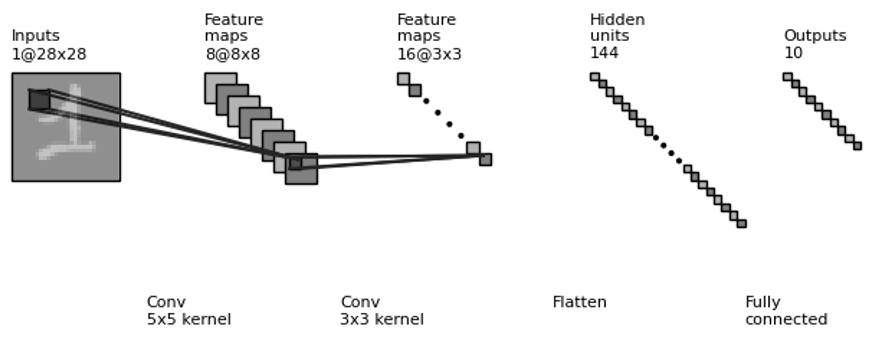 Inputs
1@28x28
Feature
maps
8@8x8
Feature
maps
16@3x3
Hidden
units
144
Outputs
10
Conv
5x5 kernel
Conv
3x3 kernel
Flatten
Fully
connected